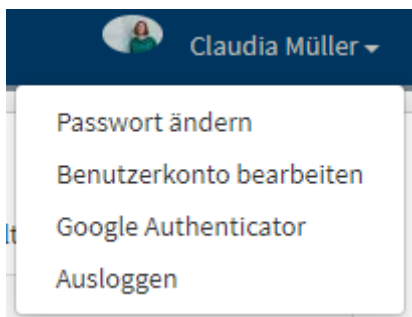 Claudia Müller
Passwort ändern
Benutzerkonto bearbeiten
Google Authenticator
Ausloggen